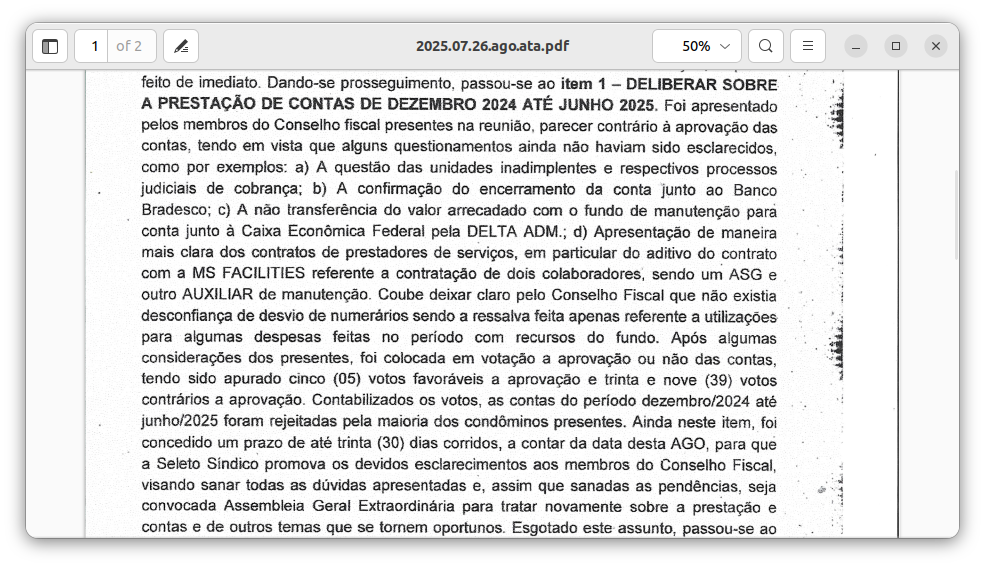 1 of 2
2025.07.26.ago.ata.pdf
50%
feito de imediato. Dando-se prosseguimento, passou-se ao item 1 – DELIBERAR SOBRE
A PRESTAÇÃO DE CONTAS DE DEZEMBRO 2024 ATÉ JUNHO 2025. Foi apresentado
pelos membros do Conselho fiscal presentes na reunião, parecer contrário à aprovação das
contas, tendo em vista que alguns questionamentos ainda não haviam sido esclarecidos,
como por exemplos: a) A questão das unidades inadimplentes e respectivos processos
judiciais de cobrança; b) A confirmação do encerramento da conta junto ao Banco
Bradesco; c) A não transferência do valor arrecadado com o fundo de manutenção para
conta junto à Caixa Econômica Federal pela DELTA ADM.; d) Apresentação de maneira
mais clara dos contratos de prestadores de serviços, em particular do aditivo do contrato
com a MS FACILITIES referente a contratação de dois colaboradores, sendo um ASG e
outro AUXILIAR de manutenção. Coube deixar claro pelo Conselho Fiscal que não existia
desconfiança de desvio de numerários sendo a ressalva feita apenas referente a utilizações
para algumas despesas feitas no período com recursos do fundo. Após algumas
considerações dos presentes, foi colocada em votação a aprovação ou não das contas,
tendo sido apurado cinco (05) votos favoráveis a aprovação e trinta e nove (39) votos
contrários a aprovação. Contabilizados os votos, as contas do período dezembro/2024 até
junho/2025 foram rejeitadas pela maioria dos condôminos presentes. Ainda neste item, foi
concedido um prazo de até trinta (30) dias corridos, a contar da data desta AGO, para que
a Seleto Síndico promova os devidos esclarecimentos aos membros do Conselho Fiscal,
visando sanar todas as dúvidas apresentadas e, assim que sanadas as pendências, seja
convocada Assembleia Geral Extraordinária para tratar novamente sobre a prestação e
contas e de outros temas que se tornem oportunos. Esgotado este assunto, passou-se ao